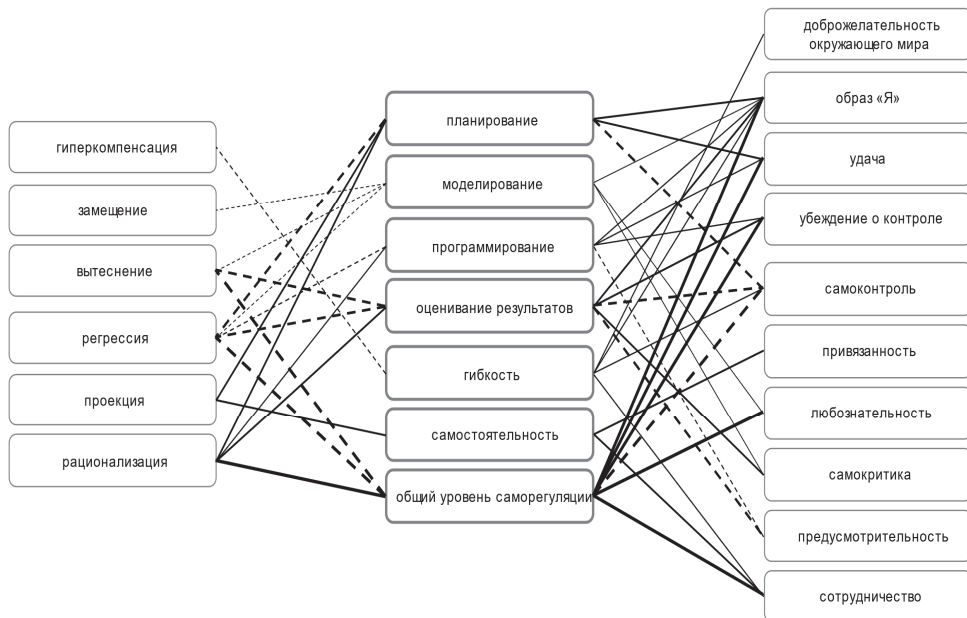 гиперкомпенсация
замещение
вытеснение
регрессия
проекция
рационализация
планирование
моделирование
программирование
оценивание результатов
гибкость
самостоятельность
общий уровень саморегуляции
доброжелательность
окружающего мира
образ «Я»
удача
убеждение о контроле
самоконтроль
привязанность
любознательность
самокритика
предусмотрительность
сотрудничество